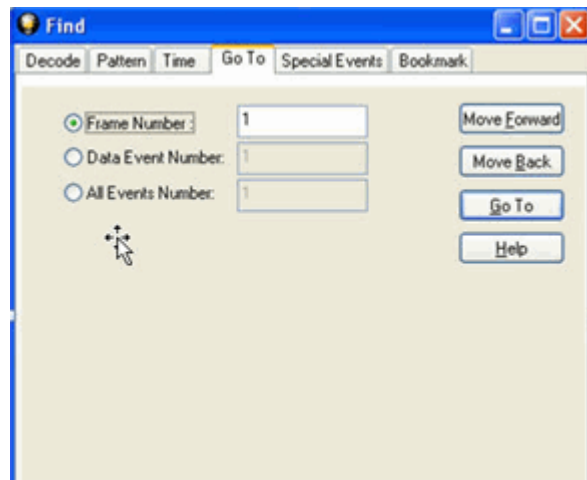 Find
Decode Pattern Time Go To Special Events Bookmark
Frame Number : 1 Move Forward
Data Event Number: 1 Move Back
All Events Number: 1 Go To
Help